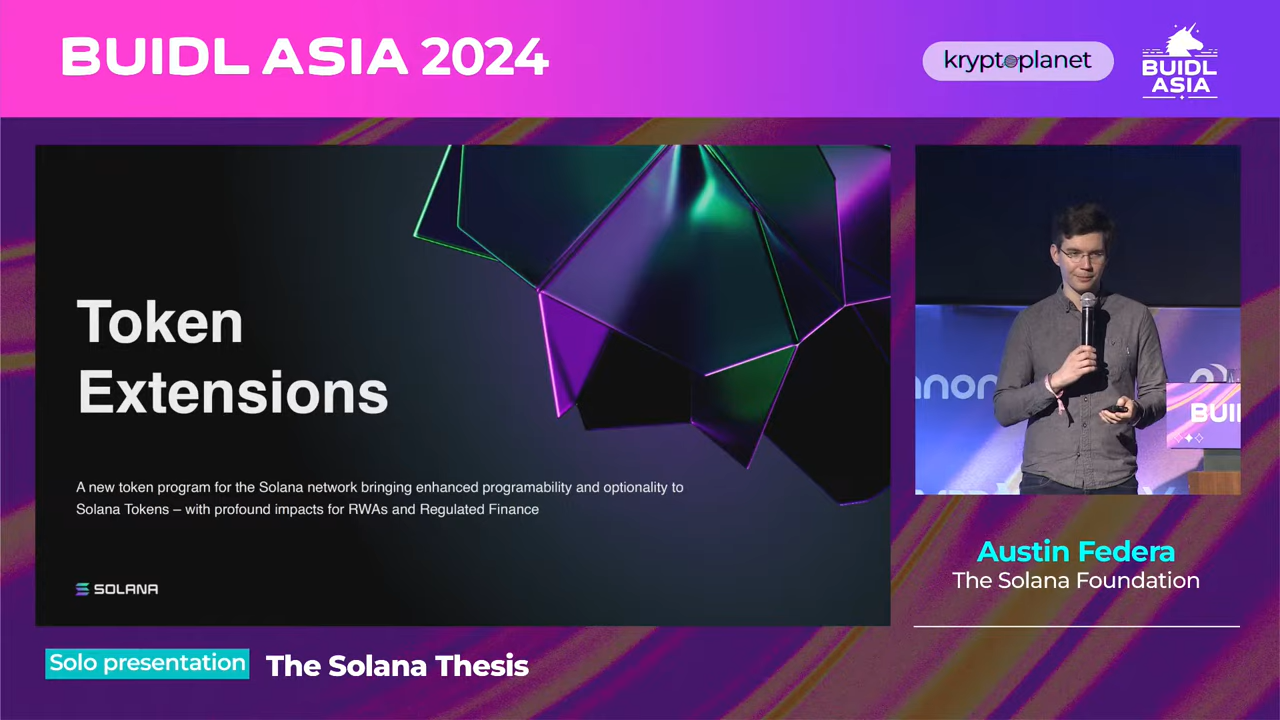 BUIDL ASIA 2024
kryptoplanet
BUIDL
ASIA
Token
Extensions
A new token program for the Solana network bringing enhanced programability and optionality to
Solana Tokens – with profound impacts for RWAs and Regulated Finance
SOLANA
BUI
Austin Federa
The Solana Foundation
Solo presentation
The Solana Thesis